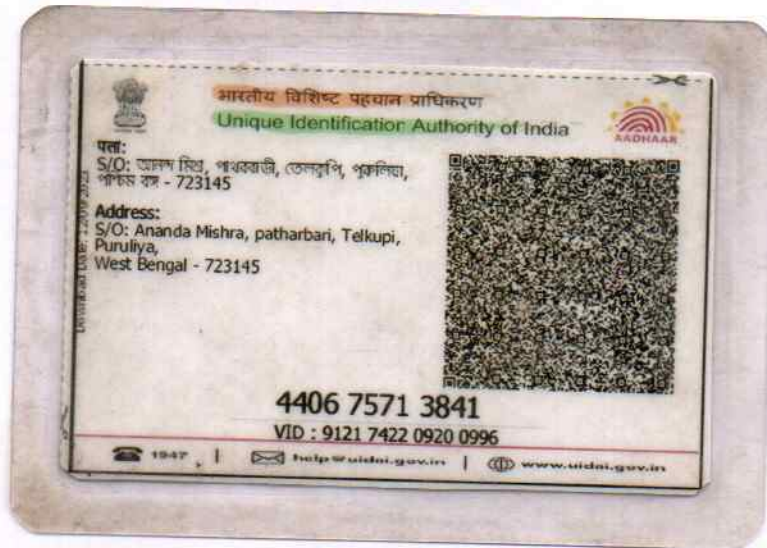 भारतीय विशिष्ट पहचान प्राधिकरण
Unique Identification Authority of India
AADHAAR
पता:
S/O: আনন্দ মিশ্র, পাথরবাড়ী, তেলকুপি, পুরুলিয়া,
পশ্চিম বঙ্গ - 723145
Address:
S/O: Ananda Mishra, patharbari, Telkupi,
Puruliya,
West Bengal - 723145
Download Date:
4406 7571 3841
VID : 9121 7422 0920 0996
1947 | help@uidai.gov.in | www.uidai.gov.in